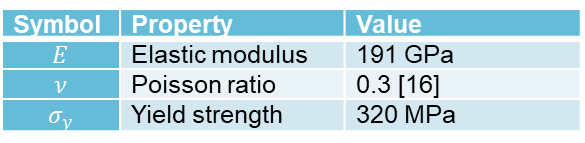 Symbol Property Value
E Elastic modulus 191 GPa
ν Poisson ratio 0.3 [16]
σy Yield strength 320 MPa